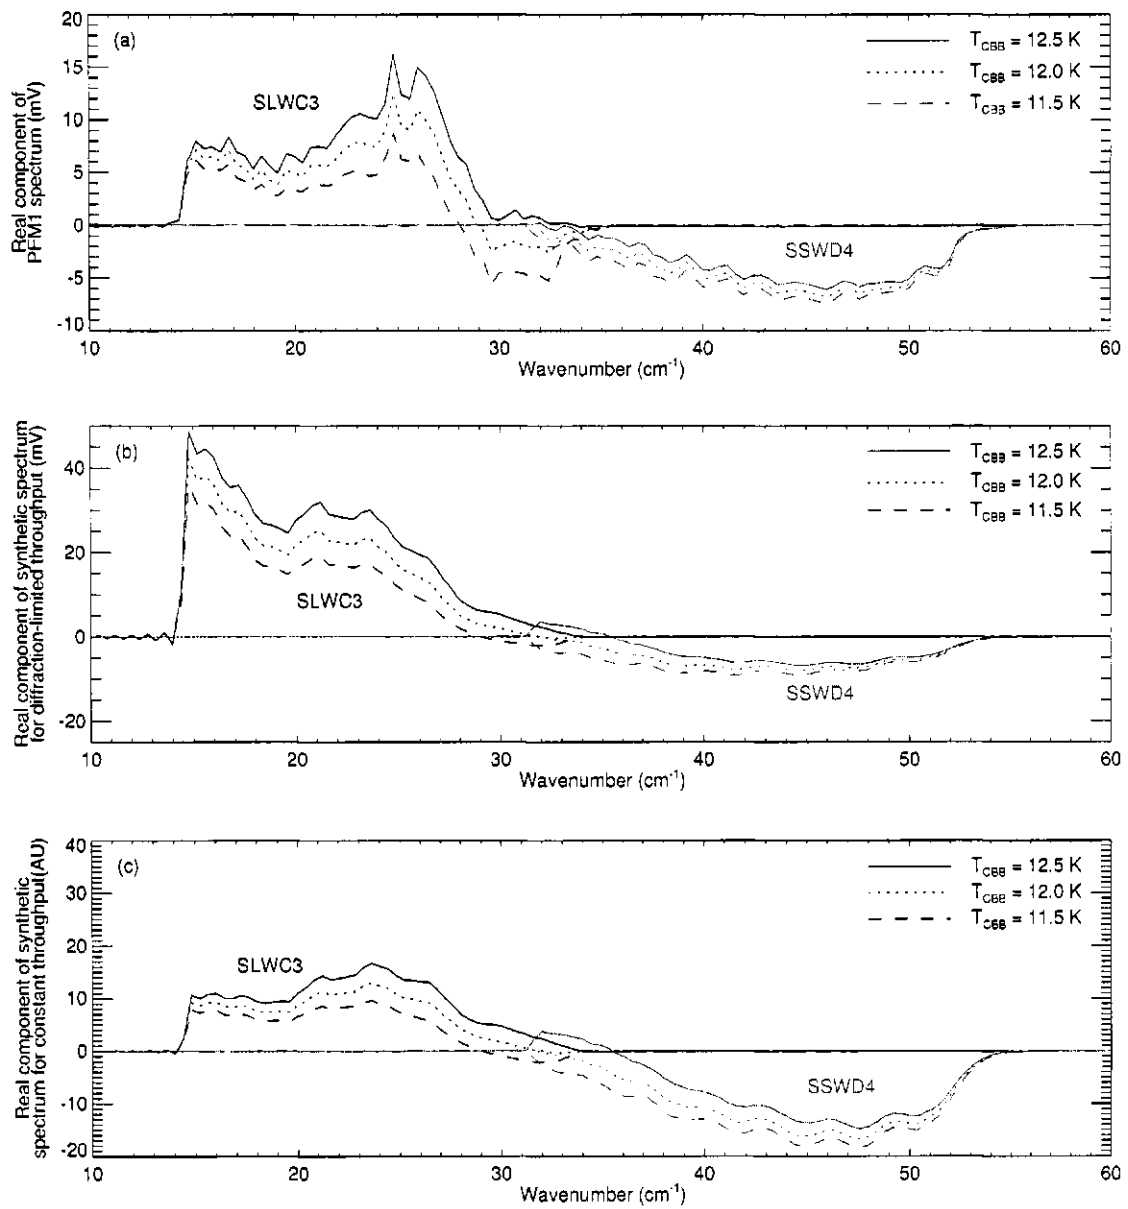 Real component of
PFM1 spectrum (mV)
20
15
10
5
0
-5
-10
(a)
SLWC3
SSWD4
T_CBB = 12.5 K
T_CBB = 12.0 K
T_CBB = 11.5 K
10 20 30 40 50 60
Wavenumber (cm⁻¹)
Real component of synthetic spectrum
for diffraction-limited throughput (mV)
40
20
0
-20
(b)
SLWC3
SSWD4
T_CBB = 12.5 K
T_CBB = 12.0 K
T_CBB = 11.5 K
10 20 30 40 50 60
Wavenumber (cm⁻¹)
Real component of synthetic
spectrum for constant throughput(AU)
40
30
20
10
0
-10
-20
(c)
SLWC3
SSWD4
T_CBB = 12.5 K
T_CBB = 12.0 K
T_CBB = 11.5 K
10 20 30 40 50 60
Wavenumber (cm⁻¹)